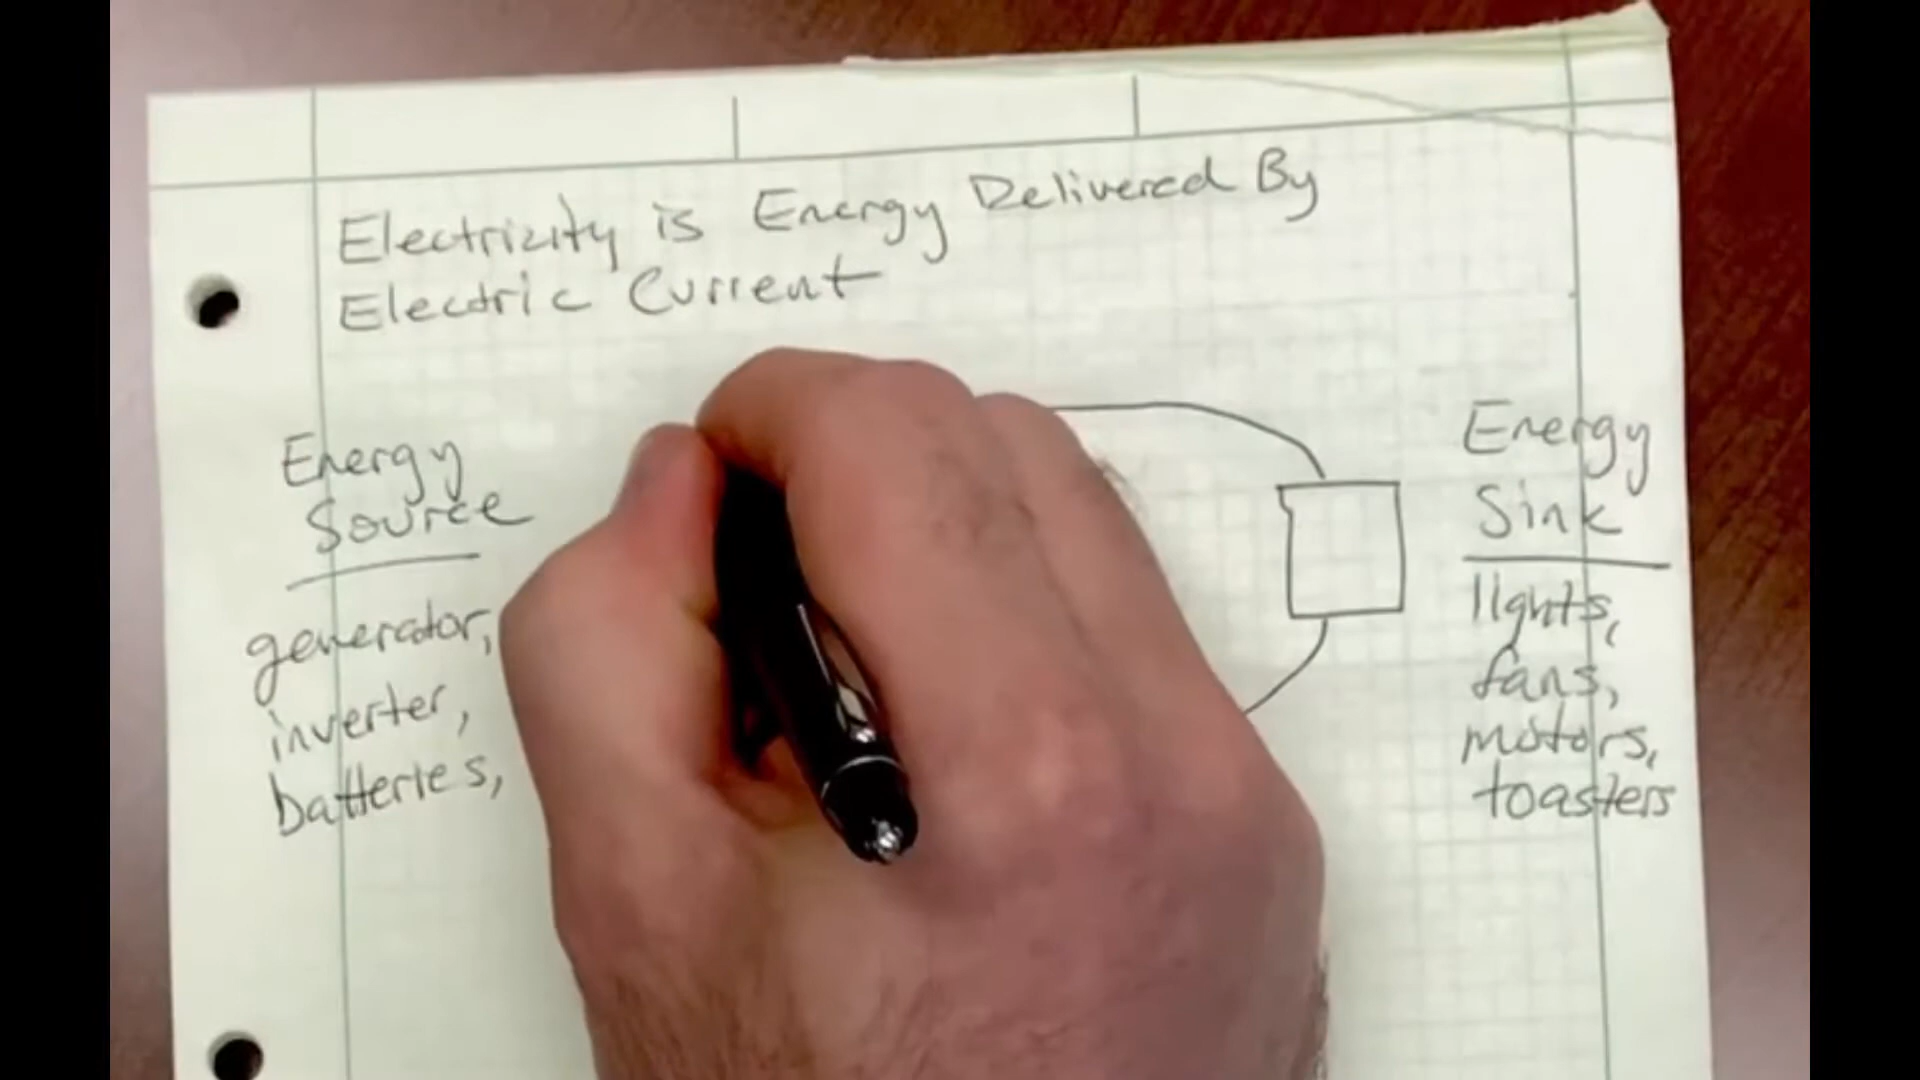 Electricity is Energy Delivered By
Electric Current
Energy
Source
generator,
inverter,
batteries,
Energy
Sink
lights,
fans,
motors,
toasters